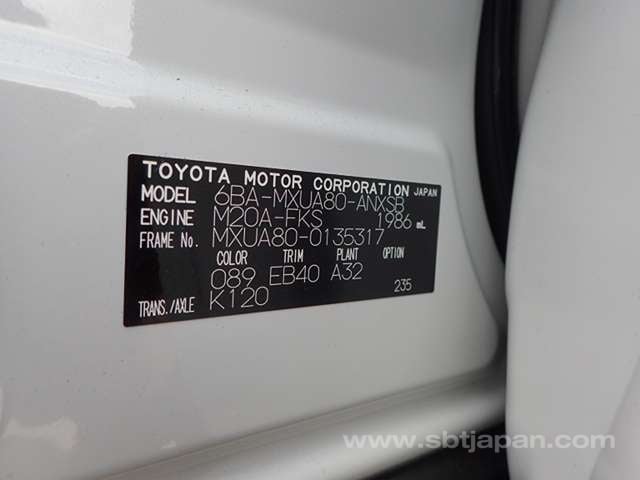 TOYOTA MOTOR CORPORATION JAPAN
MODEL 6BA-MXUA80-ANXSB
ENGINE M20A-FKS 1986 mL
FRAME No. MXUA80-0135317
COLOR TRIM PLANT OPTION
089 EB40 A32 235
TRANS./AXLE K120
www.sbtjapan.com